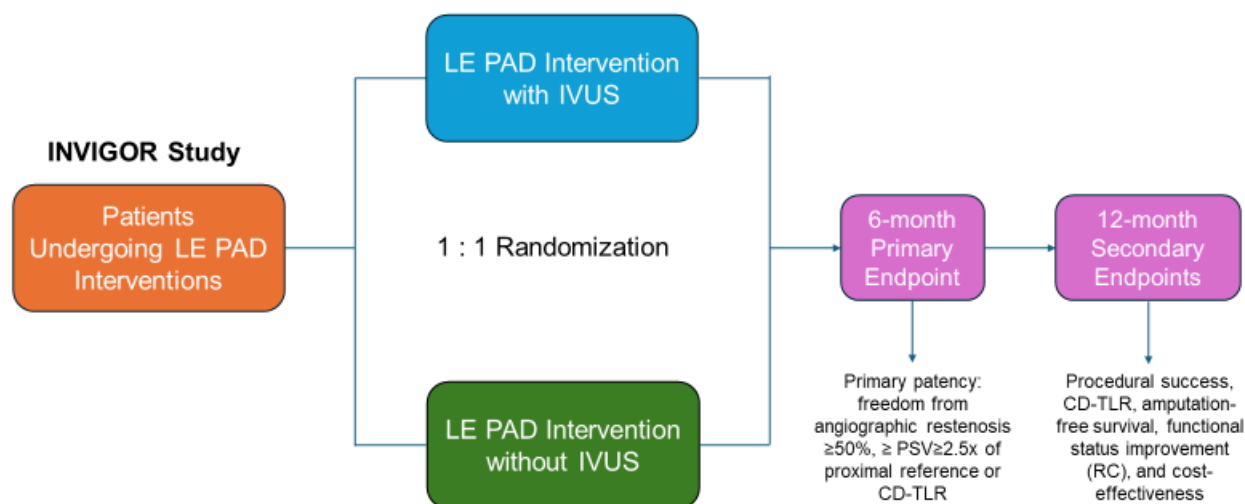 LE PAD Intervention
with IVUS
INVIGOR Study
Patients
Undergoing LE PAD
Interventions
1 : 1 Randomization
6-month
Primary
Endpoint
12-month
Secondary
Endpoints
LE PAD Intervention
without IVUS
Primary patency:
freedom from
angiographic restenosis
≥50%, ≥ PSV≥2.5x of
proximal reference or
CD-TLR
Procedural success,
CD-TLR, amputation-
free survival, functional
status improvement
(RC), and cost-
effectiveness